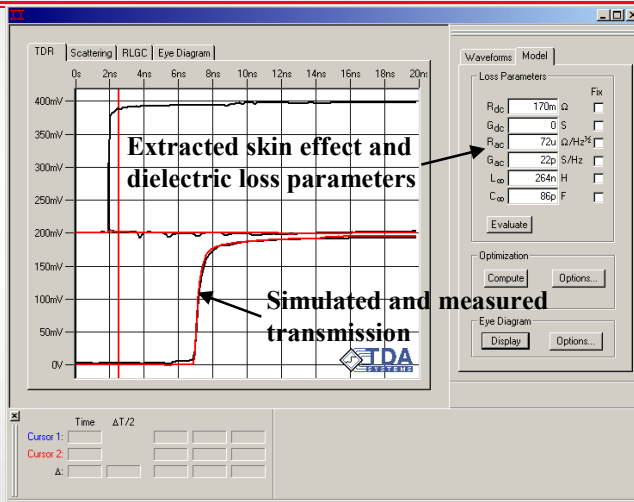 TDR Scattering RLGC Eye Diagram
0s 2ns 4ns 6ns 8ns 10ns 12ns 14ns 16ns 18ns 20ns
400mV
350mV
300mV
250mV
200mV
150mV
100mV
50mV
0V
Extracted skin effect and
dielectric loss parameters
Simulated and measured
transmission
TDA
SYSTEMS
Waveforms Model
Loss Parameters
Fix
Rdc 170m Ω
Gdc 0 S
Rac 72u Ω/Hz½
Gac 22p S/Hz
L∞ 264n H
C∞ 86p F
Evaluate
Optimization
Compute Options...
Eye Diagram
Display Options...
Time ΔT/2
Cursor 1:
Cursor 2:
Δ: